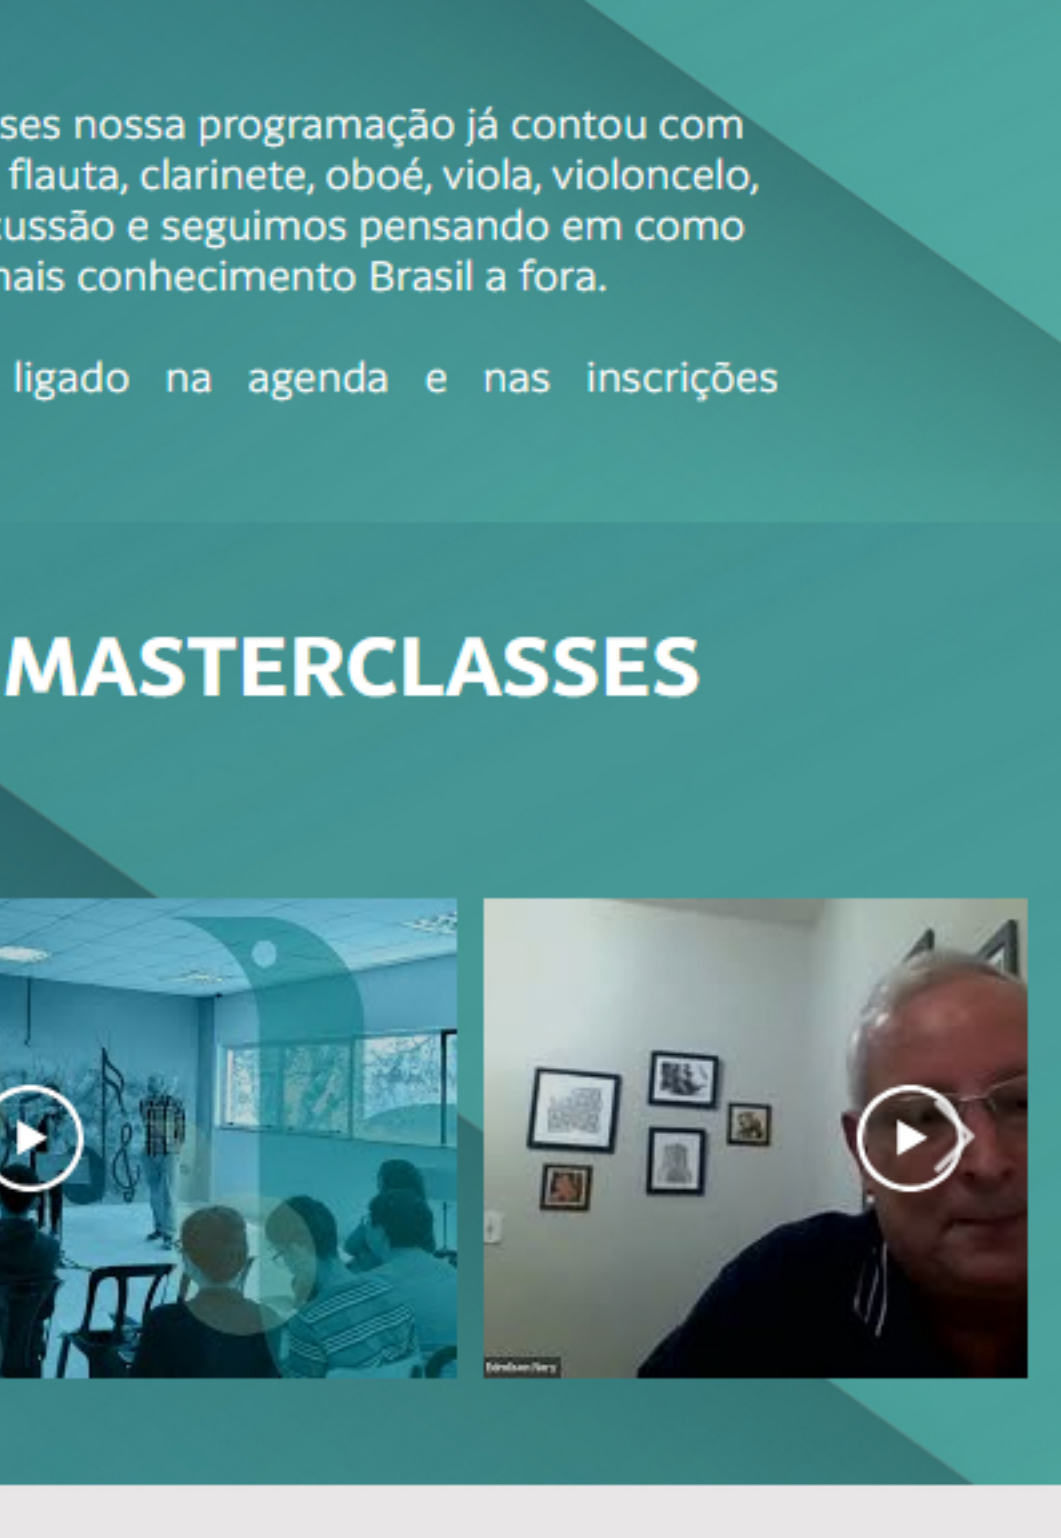 ses nossa programação já contou com
flauta, clarinete, oboé, viola, violoncelo,
cussão e seguimos pensando em como
nais conhecimento Brasil a fora.
ligado na agenda e nas inscrições
MASTERCLASSES